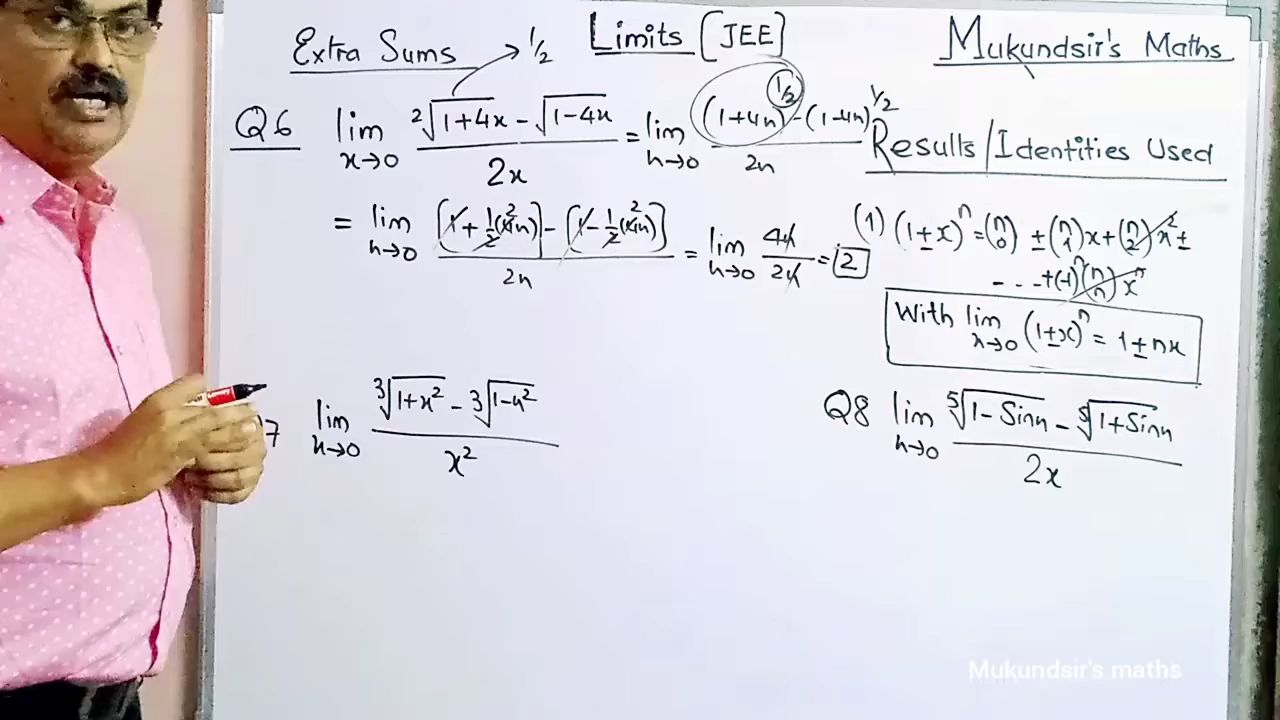 Extra Sums → 1/2 Limits [JEE] Mukundsir's Maths
Q6 lim x→0 (²√(1+4x) - √(1-4x)) / 2x = lim x→0 ((1+4x)^1/2 - (1-4x)^1/2) / 2x
Results/Identities Used
= lim x→0 ([1+1/2(4x)] - [1-1/2(4x)]) / 2x = lim x→0 4x/2x = 2
(1) (1±x)^n = (n 0) ± (n 1)x + (n 2)x² ±
- - - +(-1)^n (n n) x^n
With lim x→0 (1±x)^n = 1±nx
7 lim x→0 (³√(1+x²) - ³√(1-x²)) / x²
Q8 lim x→0 (⁵√(1-Sinx) - ⁵√(1+Sinx)) / 2x
Mukundsir's maths